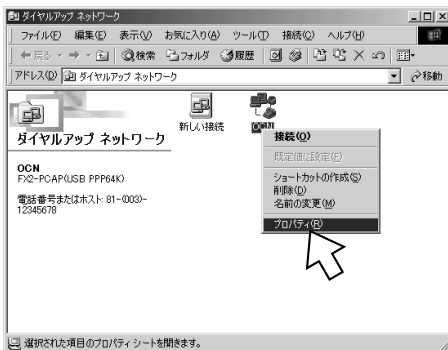 ダイヤルアップ ネットワーク
ファイル(F) 編集(E) 表示(V) お気に入り(A) ツール(T) 接続(C) ヘルプ(H)
戻る 検索 フォルダ 履歴
アドレス(D) ダイヤルアップ ネットワーク 移動
ダイヤルアップ ネットワーク
OCN
FX2-PCAP(USB PPP64K)
電話番号またはホスト: 81-(003)-
12345678
新しい接続
OCN
接続(O)
既定値に設定(E)
ショートカットの作成(S)
削除(D)
名前の変更(M)
プロパティ(R)
選択された項目のプロパティ シートを開きます。